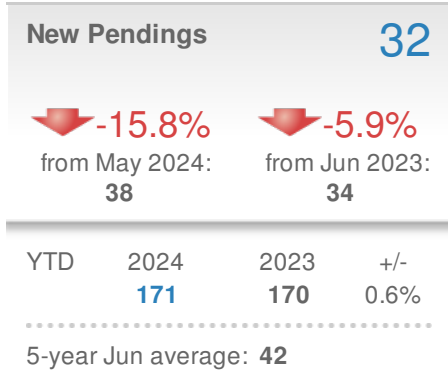 New Pendings 32
-15.8% -5.9%
from May 2024: from Jun 2023:
38 34
YTD 2024 2023 +/-
171 170 0.6%
5-year Jun average: 42